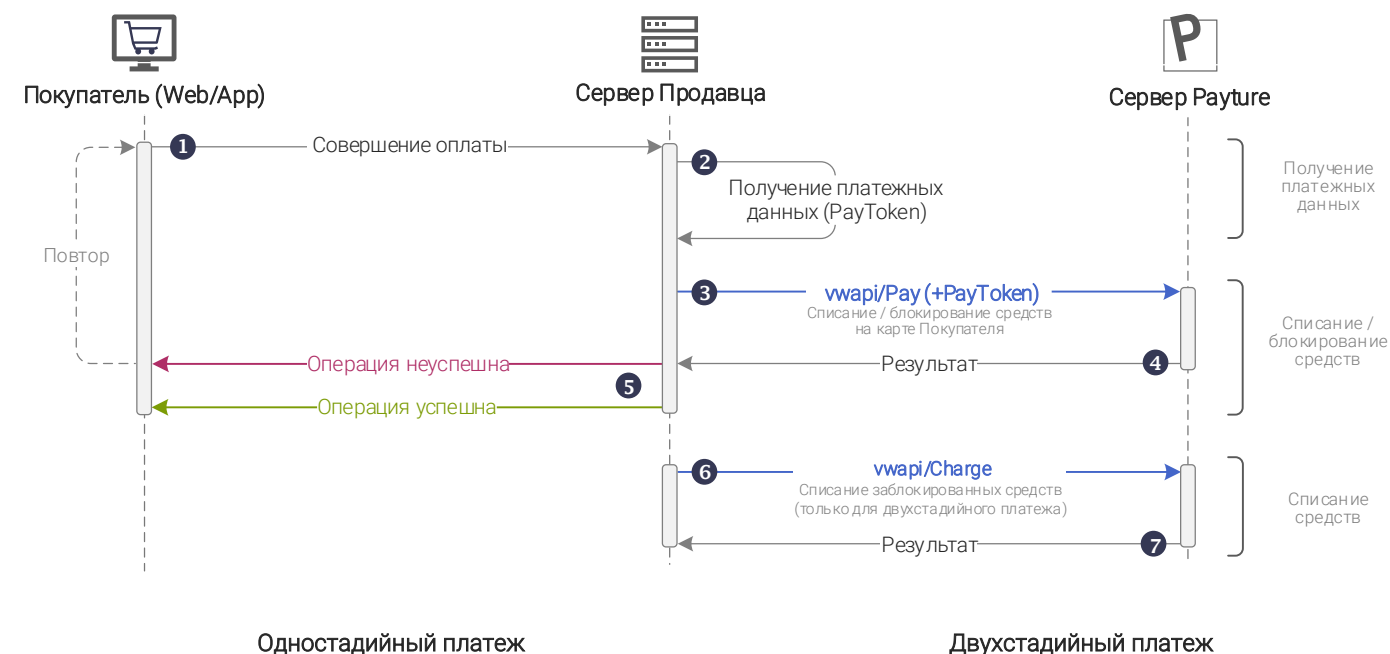 Покупатель (Web/App)
Сервер Продавца
Сервер Payture
1
Совершение оплаты
2
Получение платежных
данных (PayToken)
Получение
платежных
данных
Повтор
3
vwapi/Pay (+PayToken)
Списание / блокирование средств
на карте Покупателя
Списание /
блокирование
средств
Операция неуспешна
Результат
4
5
Операция успешна
6
vwapi/Charge
Списание заблокированных средств
(только для двухстадийного платежа)
Списание
средств
Результат
7
Одностадийный платеж
Двухстадийный платеж